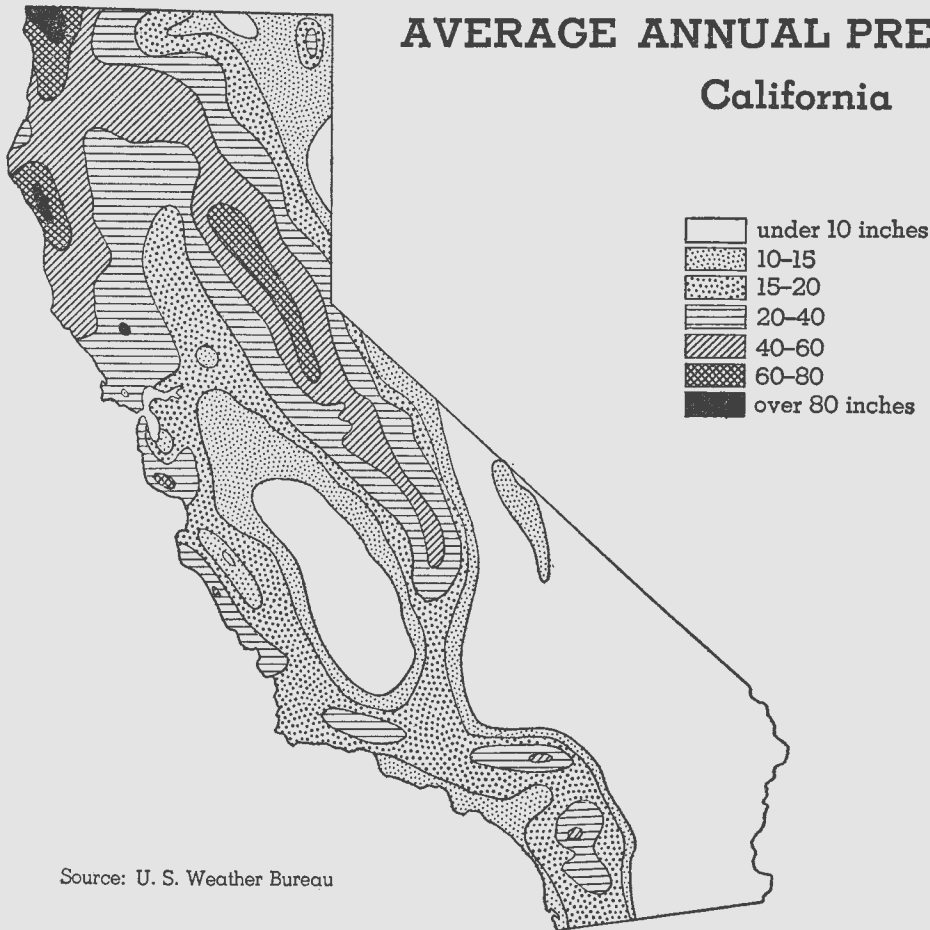 AVERAGE ANNUAL PRE
California
under 10 inches
10–15
15–20
20–40
40–60
60–80
over 80 inches
Source: U. S. Weather Bureau